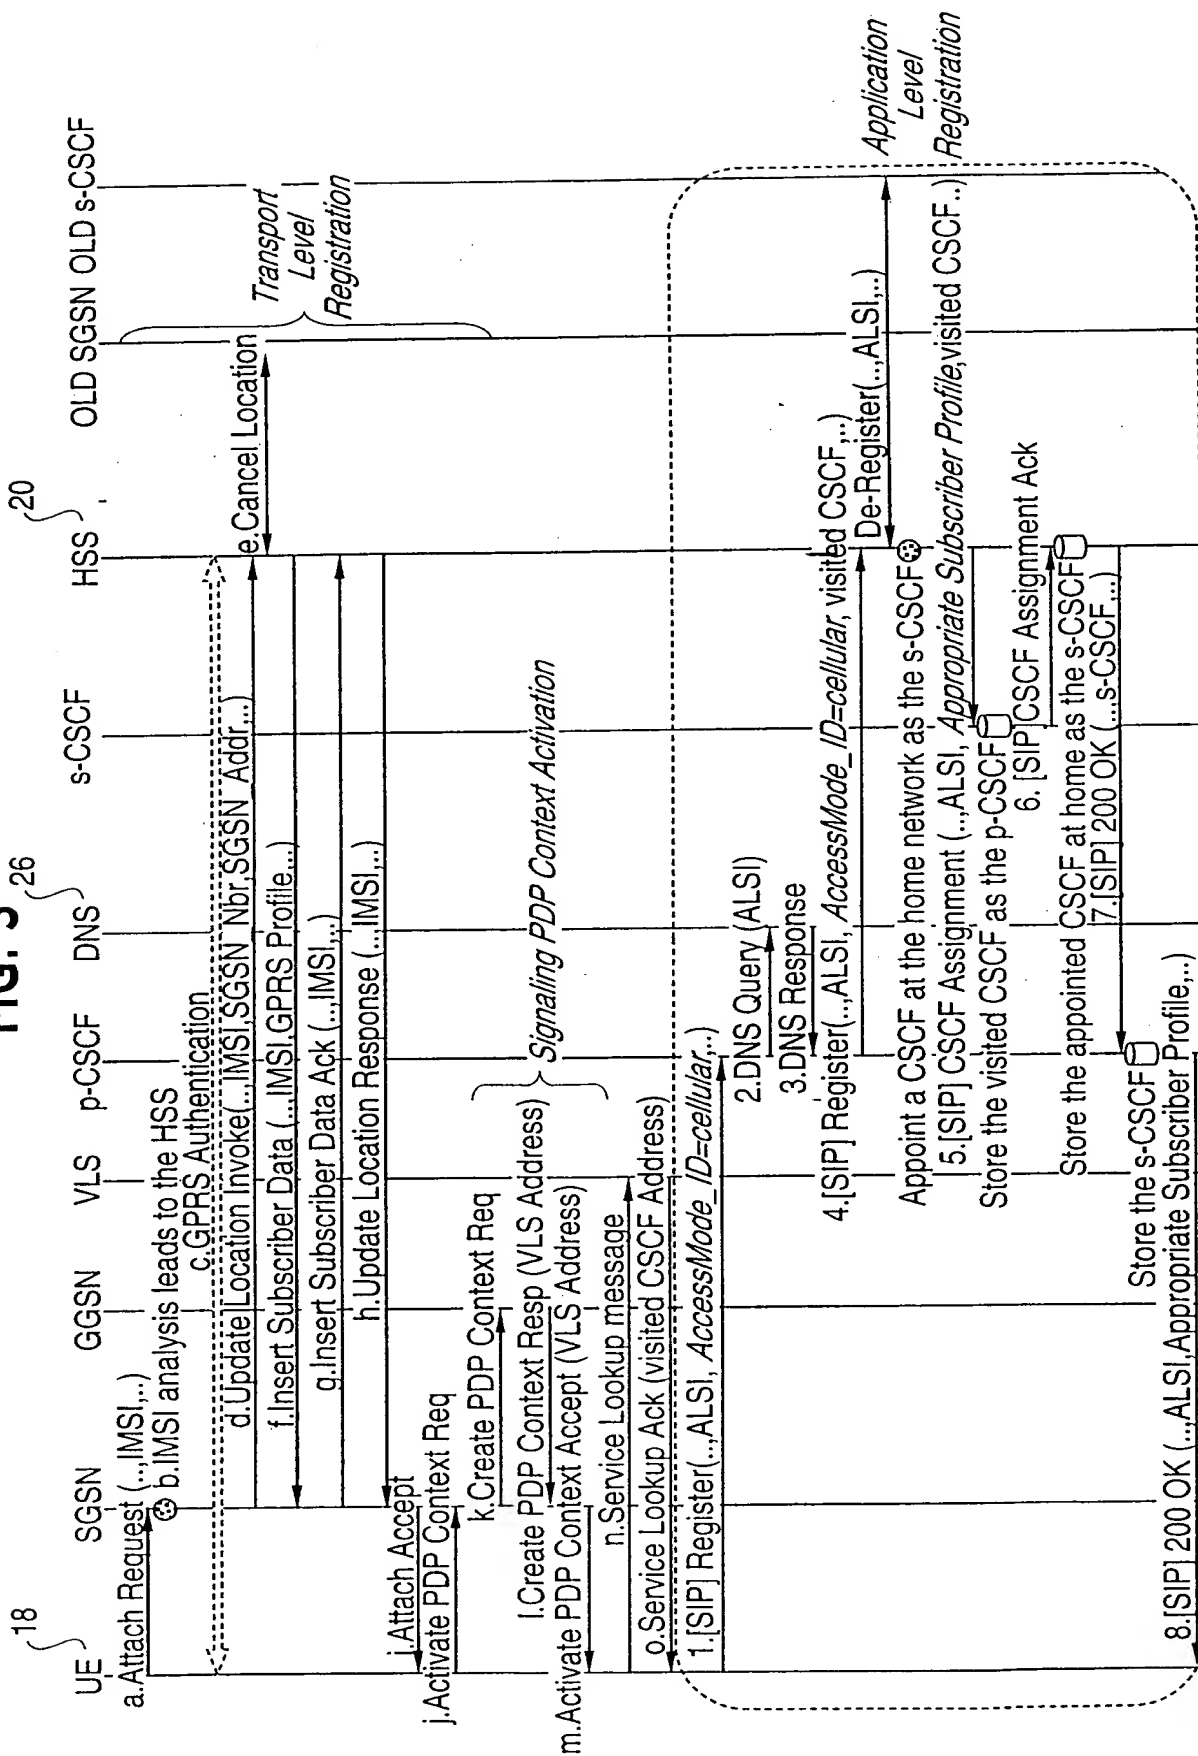 FIG. 5
18
20
26
UE
SGSN
GGSN
VLS
p-CSCF
DNS
s-CSCF
HSS
OLD SGSN
OLD s-CSCF
a.Attach Request (..,IMSI,..)
b.IMSI analysis leads to the HSS
c.GPRS Authentication
d.Update Location Invoke(..,IMSI,SGSN Nbr,SGSN Addr...)
e.Cancel Location
f.Insert Subscriber Data (...IMSI,GPRS Profile,..)
g.Insert Subscriber Data Ack (..,IMSI,..)
h.Update Location Response (...IMSI,..)
Transport
Level
Registration
i.Attach Accept
j.Activate PDP Context Req
k.Create PDP Context Req
l.Create PDP Context Resp (VLS Address)
m.Activate PDP Context Accept (VLS Address)
Signaling PDP Context Activation
n.Service Lookup message
o.Service Lookup Ack (visited CSCF Address)
1.[SIP] Register(..,ALSI, AccessMode_ID=cellular,..)
2.DNS Query (ALSI)
3.DNS Response
4.[SIP] Register(..,ALSI, AccessMode_ID=cellular, visited CSCF,..)
De-Register(..,ALSI,..)
Application
Level
Registration
Appoint a CSCF at the home network as the s-CSCF
5.[SIP] CSCF Assignment (..,ALSI, Appropriate Subscriber Profile,visited CSCF..)
Store the visited CSCF as the p-CSCF
6. [SIP] CSCF Assignment Ack
Store the appointed CSCF at home as the s-CSCF
7.[SIP] 200 OK (...s-CSCF,..)
Store the s-CSCF
8.[SIP] 200 OK (..,ALSI,Appropriate Subscriber Profile,..)